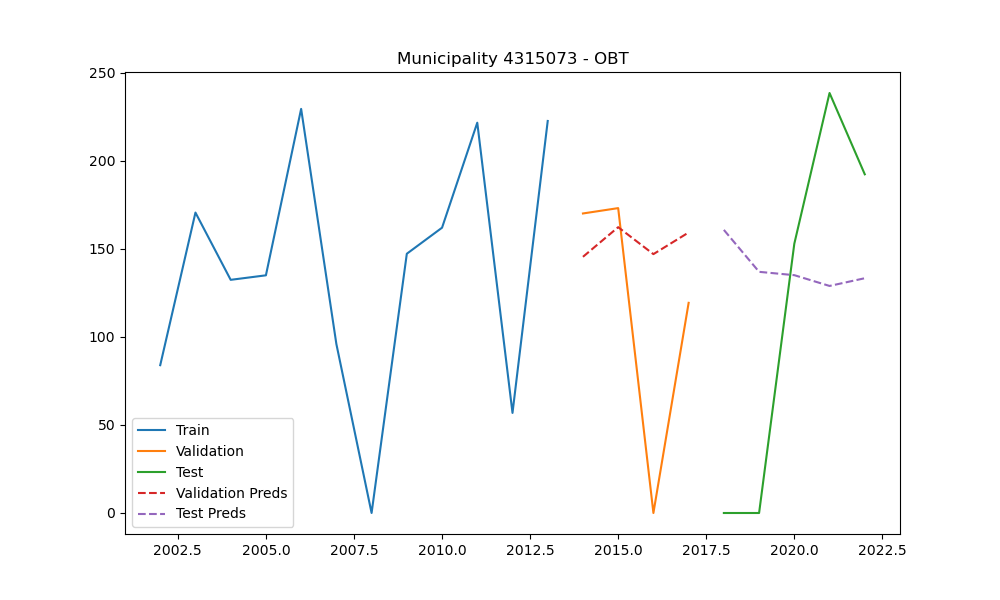 Municipality 4315073 - OBT
250
200
150
100
50
0
Train
Validation
Test
Validation Preds
Test Preds
2002.5 2005.0 2007.5 2010.0 2012.5 2015.0 2017.5 2020.0 2022.5